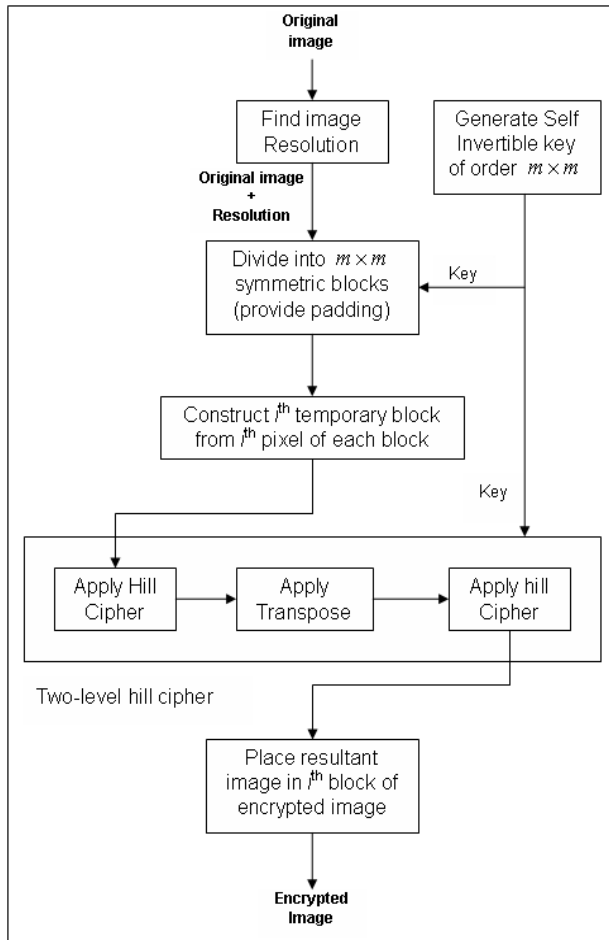 Original
image
Find image
Resolution
Generate Self
Invertible key
of order m × m
Original image
+
Resolution
Divide into m × m
symmetric blocks
(provide padding)
Key
Construct ith temporary block
from ith pixel of each block
Key
Apply Hill
Cipher
Apply
Transpose
Apply hill
Cipher
Two-level hill cipher
Place resultant
image in ith block of
encrypted image
Encrypted
Image